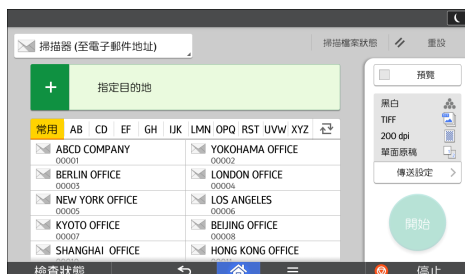 掃描器 (至電子郵件地址)
掃描檔案狀態
重設
預覽
+ 指定目的地
黑白
TIFF
200 dpi
單面原稿
傳送設定 >
開始
常用 AB CD EF GH IJK LMN OPQ RST UVW XYZ
ABCD COMPANY
00001
YOKOHAMA OFFICE
00002
BERLIN OFFICE
00003
LONDON OFFICE
00004
NEW YORK OFFICE
00005
LOS ANGELES
00006
KYOTO OFFICE
00007
BEIJING OFFICE
00008
SHANGHAI OFFICE
HONG KONG OFFICE
檢查狀態
停止